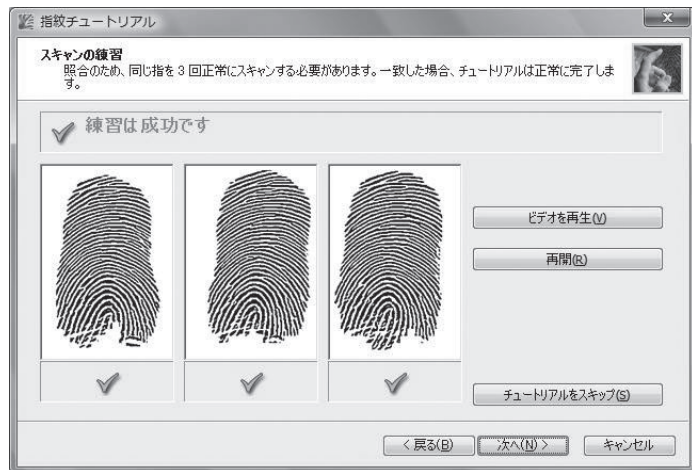 指紋チュートリアル
スキャンの練習
照合のため、同じ指を 3 回正常にスキャンする必要があります。一致した場合、チュートリアルは正常に完了しま
す。
練習は成功です
ビデオを再生(V)
再開(R)
チュートリアルをスキップ(S)
< 戻る(B)
次へ(N) >
キャンセル